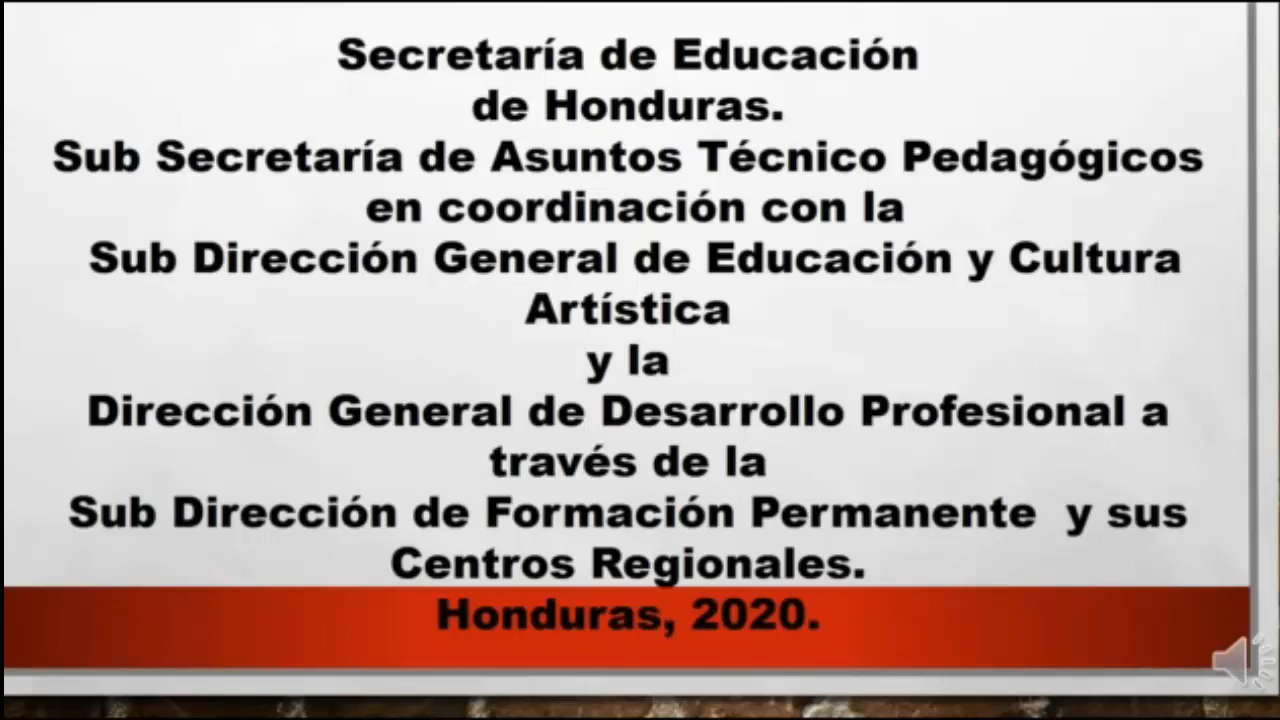 Secretaría de Educación
de Honduras.
Sub Secretaría de Asuntos Técnico Pedagógicos
en coordinación con la
Sub Dirección General de Educación y Cultura
Artística
y la
Dirección General de Desarrollo Profesional a
través de la
Sub Dirección de Formación Permanente y sus
Centros Regionales.
Honduras, 2020.